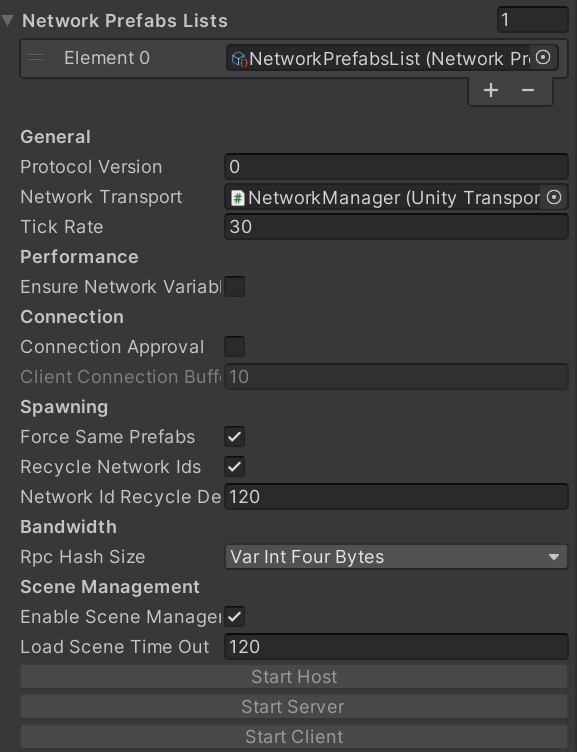 Network Prefabs Lists 1
Element 0 NetworkPrefabsList (Network Pr
+ −
General
Protocol Version 0
Network Transport # NetworkManager (Unity Transpor
Tick Rate 30
Performance
Ensure Network Variabl
Connection
Connection Approval
Client Connection Buff 10
Spawning
Force Same Prefabs
Recycle Network Ids
Network Id Recycle De 120
Bandwidth
Rpc Hash Size Var Int Four Bytes
Scene Management
Enable Scene Manager
Load Scene Time Out 120
Start Host
Start Server
Start Client